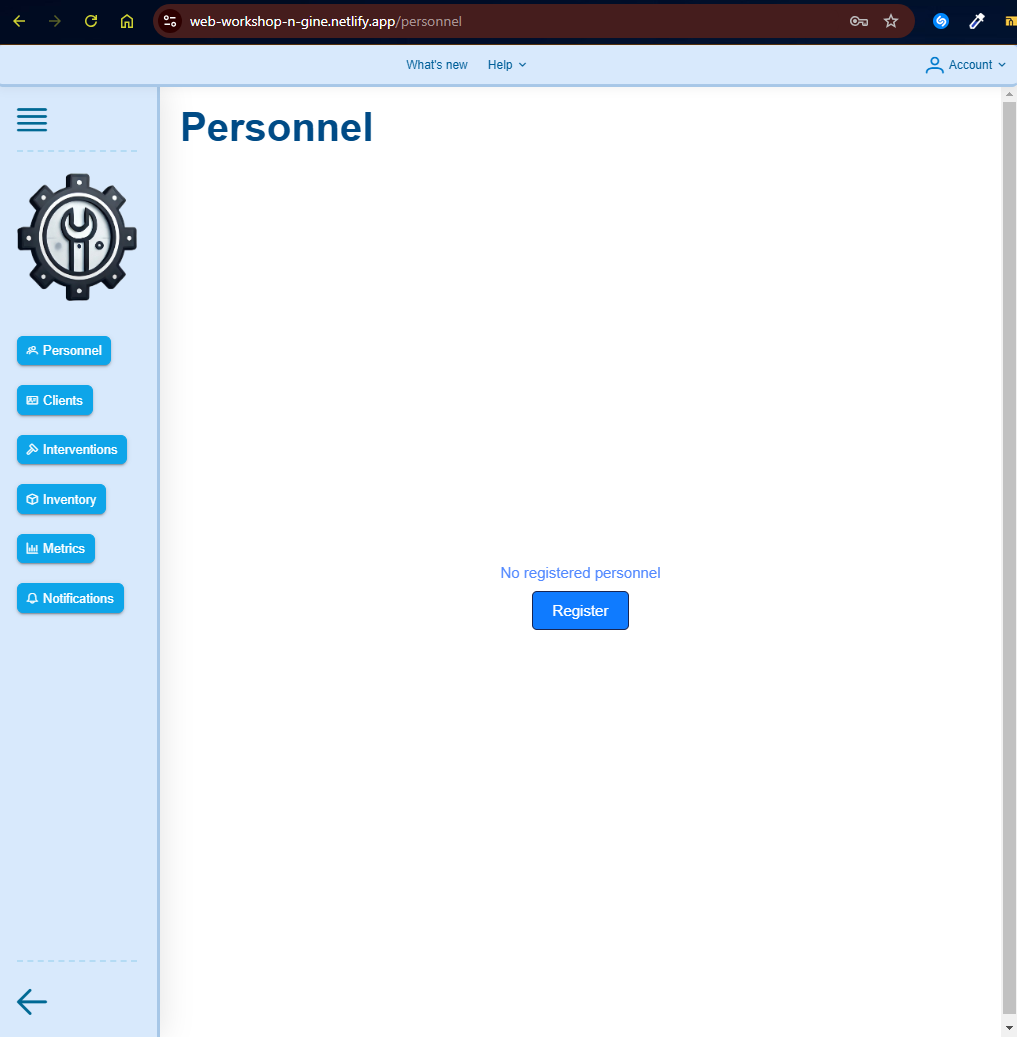 web-workshop-n-gine.netlify.app/personnel
What's new Help Account
Personnel
Personnel
Clients
Interventions
Inventory
Metrics
Notifications
No registered personnel
Register